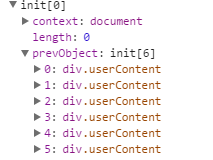 ▼ init[0]
▶ context: document
length: 0
▼ prevObject: init[6]
▶ 0: div.userContent
▶ 1: div.userContent
▶ 2: div.userContent
▶ 3: div.userContent
▶ 4: div.userContent
▶ 5: div.userContent